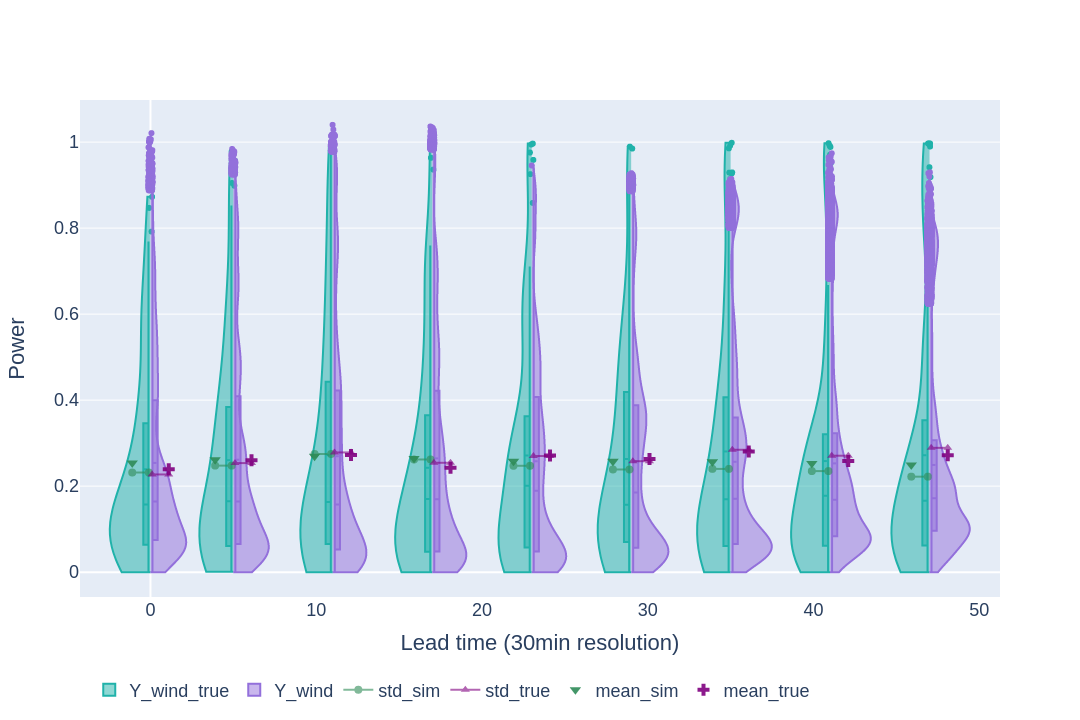 1
0.8
0.6
0.4
0.2
0
Power
0 10 20 30 40 50
Lead time (30min resolution)
Y_wind_true Y_wind std_sim std_true mean_sim mean_true